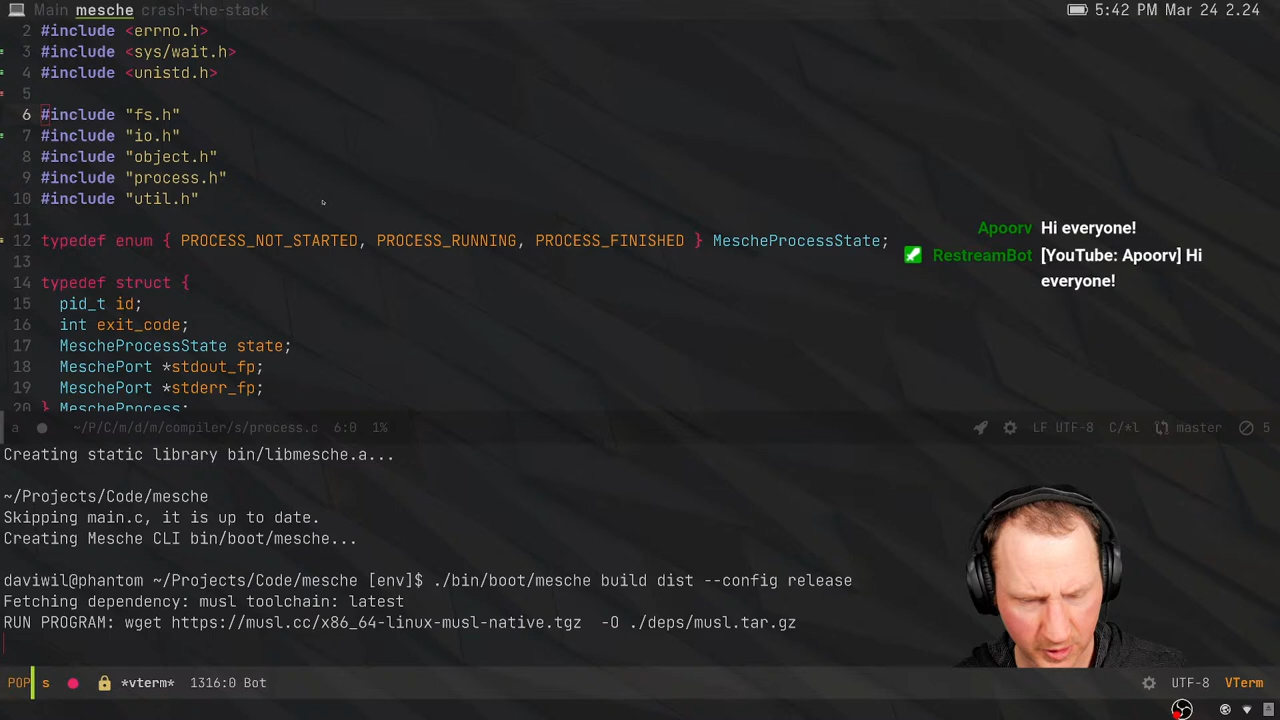 Main mesche crash-the-stack
5:42 PM Mar 24 2.24
2 #include <errno.h>
3 #include <sys/wait.h>
4 #include <unistd.h>
5
6 #include "fs.h"
7 #include "io.h"
8 #include "object.h"
9 #include "process.h"
10 #include "util.h"
11
12 typedef enum { PROCESS_NOT_STARTED, PROCESS_RUNNING, PROCESS_FINISHED } MescheProcessState;
13
14 typedef struct {
15 pid_t id;
16 int exit_code;
17 MescheProcessState state;
18 MeschePort *stdout_fp;
19 MeschePort *stderr_fp;
20 } MescheProcess;
Apoorv Hi everyone!
RestreamBot [YouTube: Apoorv] Hi
everyone!
a ~/P/C/m/d/m/compiler/s/process.c 6:0 1% LF UTF-8 C/*l master 5
Creating static library bin/libmesche.a...
~/Projects/Code/mesche
Skipping main.c, it is up to date.
Creating Mesche CLI bin/boot/mesche...
daviwil@phantom ~/Projects/Code/mesche [env]$ ./bin/boot/mesche build dist --config release
Fetching dependency: musl toolchain: latest
RUN PROGRAM: wget https://musl.cc/x86_64-linux-musl-native.tgz -O ./deps/musl.tar.gz
POP s *vterm* 1316:0 Bot UTF-8 VTerm